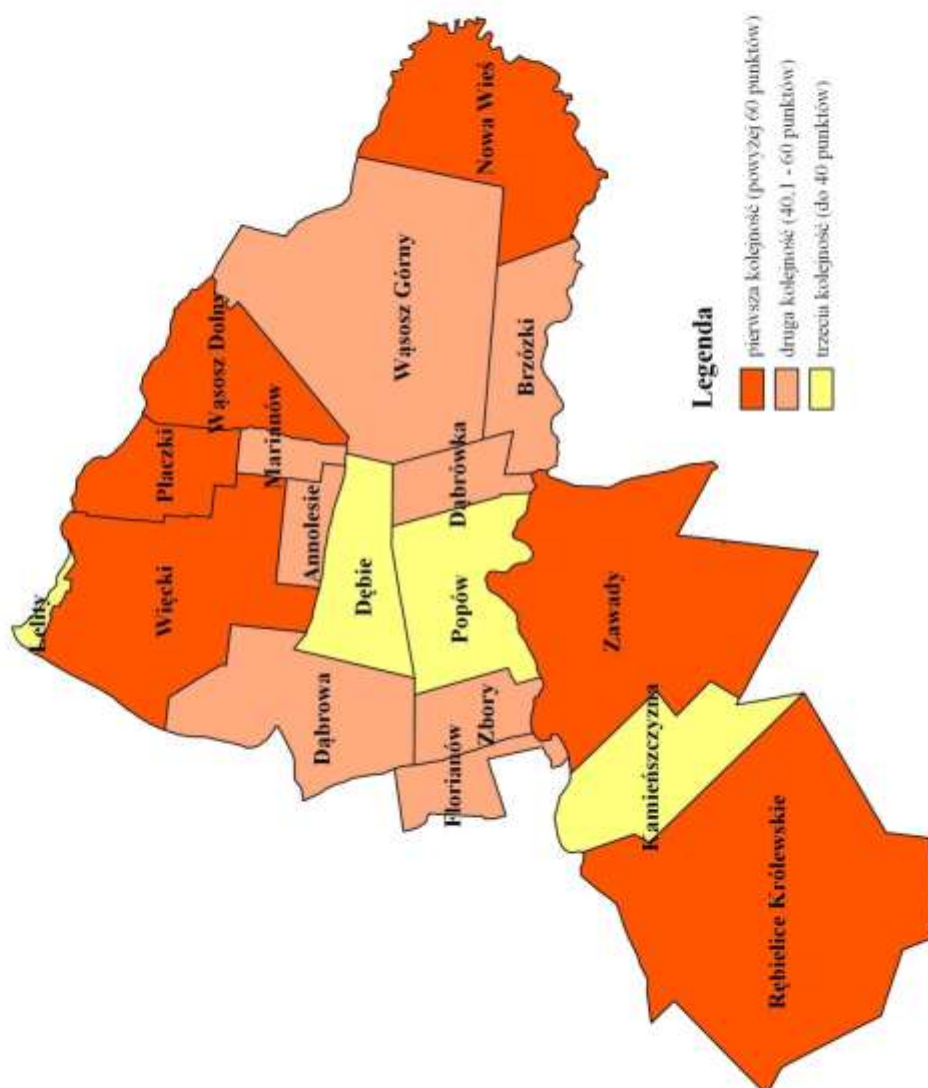 Lelity
Więcki
Płaczki
Wąsosz Dolny
Marianów
Annolesie
Dąbrowa
Dębie
Wąsosz Górny
Nowa Wieś
Florianów
Zbory
Popów
Dąbrówka
Brzózki
Zawady
Kamieńszczyzna
Rębielice Królewskie
Legenda
pierwsza kolejność (powyżej 60 punktów)
druga kolejność (40,1 - 60 punktów)
trzecia kolejność (do 40 punktów)